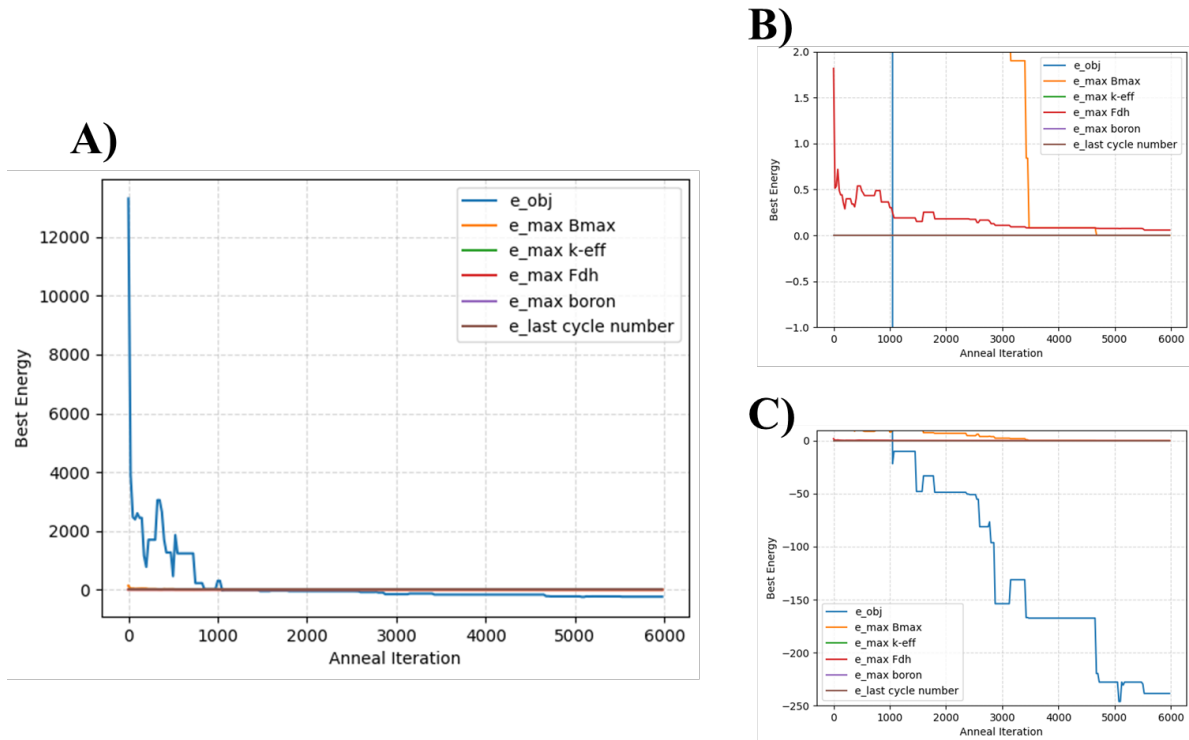 A)
12000
10000
8000
6000
4000
2000
0
Best Energy
0 1000 2000 3000 4000 5000 6000
Anneal Iteration
e_obj
e_max Bmax
e_max k-eff
e_max Fdh
e_max boron
e_last cycle number
B)
2.0
1.5
1.0
0.5
0.0
−0.5
−1.0
Best Energy
0 1000 2000 3000 4000 5000 6000
Anneal Iteration
e_obj
e_max Bmax
e_max k-eff
e_max Fdh
e_max boron
e_last cycle number
C)
0
−50
−100
−150
−200
−250
Best Energy
e_obj
e_max Bmax
e_max k-eff
e_max Fdh
e_max boron
e_last cycle number
0 1000 2000 3000 4000 5000 6000
Anneal Iteration